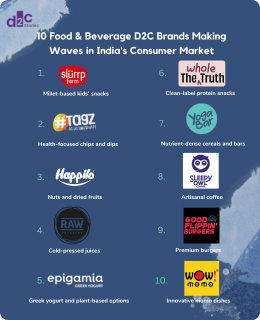 d2c
Stories
10 Food & Beverage D2C Brands Making
Waves in India's Consumer Market
1.
slurrp
farm
Millet-based kids' snacks
2.
#TagZ
Health-focused chips and dips
3.
Happilo
Nuts and dried fruits
4.
RAW
Cold-pressed juices
5.
epigamia
GREEK YOGURT
Greek yogurt and plant-based options
6.
whole
The Truth
Clean-label protein snacks
7.
Yoga
Bar
Nutrient-dense cereals and bars
8.
SLEEPY
OWL
COFFEE
Artisanal coffee
9.
GOOD
FLIPPIN'
BURGERS
Premium burgers
10.
WOW!
momo
Innovative momo dishes